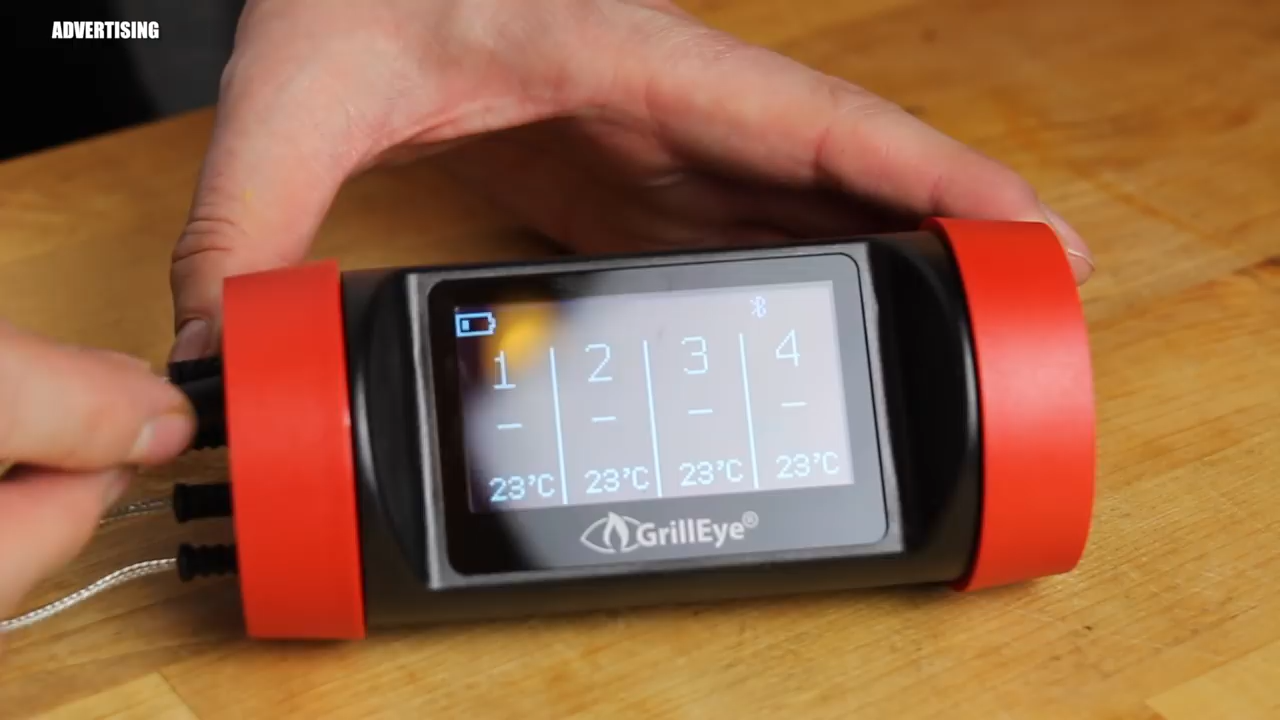 ADVERTISING
1 2 3 4
– – – –
23°C 23°C 23°C 23°C
GrillEye®